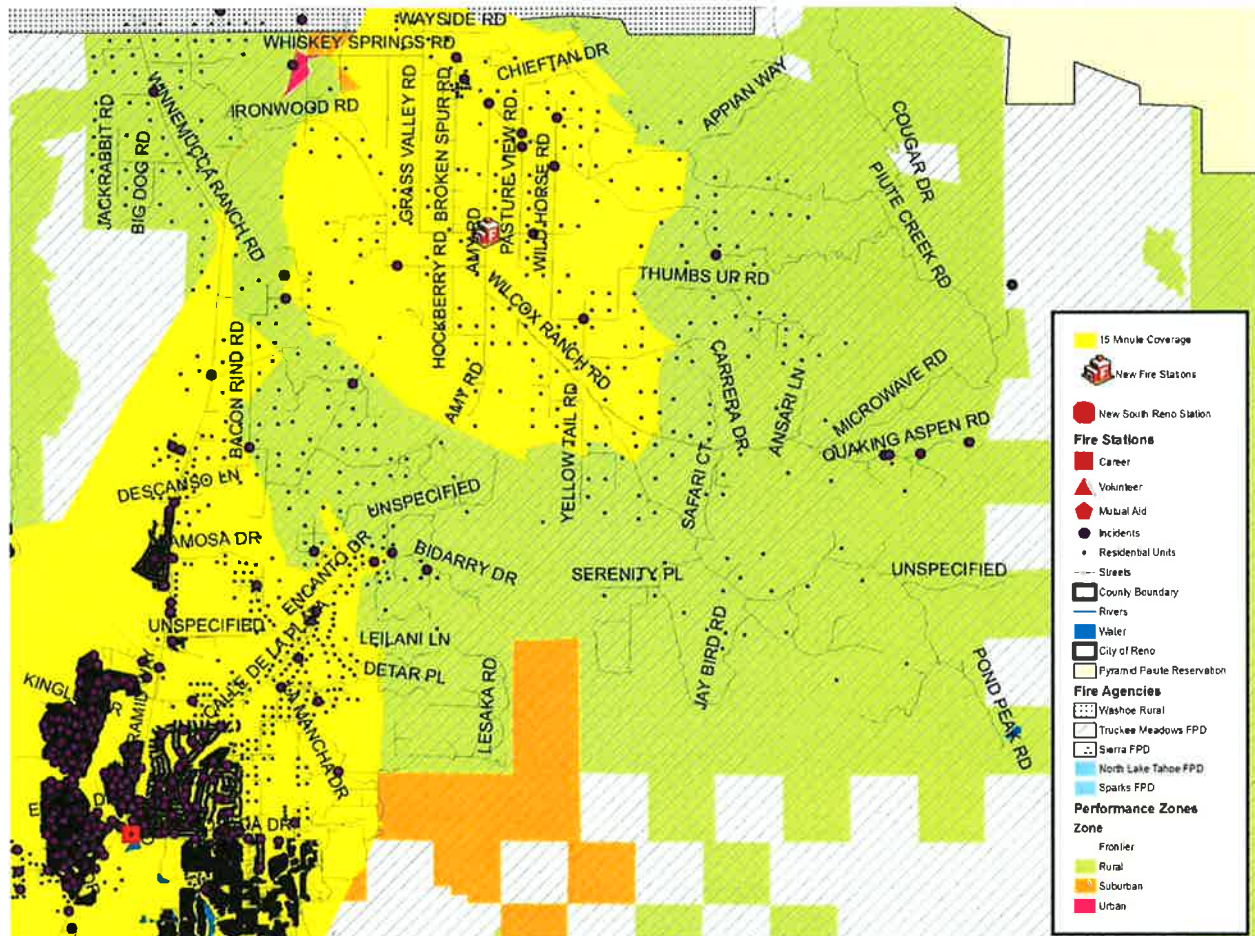 WAYSIDE RD
WHISKEY SPRINGS RD
CHIEFTAN DR
IRONWOOD RD
APPIAN WAY
WINNEMUCCA RANCH RD
JACKRABBIT RD
BIG DOG RD
GRASS VALLEY RD
BROKEN SPUR RD
PASTURE VIEW RD
WILD HORSE RD
COUGAR DR
PIUTE CREEK RD
HOCKBERRY RD
AMY RD
THUMBS UR RD
WILCOX RANCH RD
BACON RIND RD
AMY RD
YELLOW TAIL RD
CARRERA DR
ANSARI LN
MICROWAVE RD
QUAKING ASPEN RD
SAFARI CT
DESCANSO LN
UNSPECIFIED
AMOSA DR
ENCANTO DR
BIDARRY DR
SERENITY PL
UNSPECIFIED
UNSPECIFIED
CALLE DE LA PLATA
LEILANI LN
DETAR PL
JAY BIRD RD
LESAKA RD
POND PEAK RD
KINGL
RAMID
MANCHA DR
E
D
GA DR
15 Minute Coverage
New Fire Stations
New South Reno Station
Fire Stations
Career
Volunteer
Mutual Aid
Incidents
Residential Units
Streets
County Boundary
Rivers
Water
City of Reno
Pyramid Paiute Reservation
Fire Agencies
Washoe Rural
Truckee Meadows FPD
Sierra FPD
North Lake Tahoe FPD
Sparks FPD
Performance Zones
Zone
Frontier
Rural
Suburban
Urban